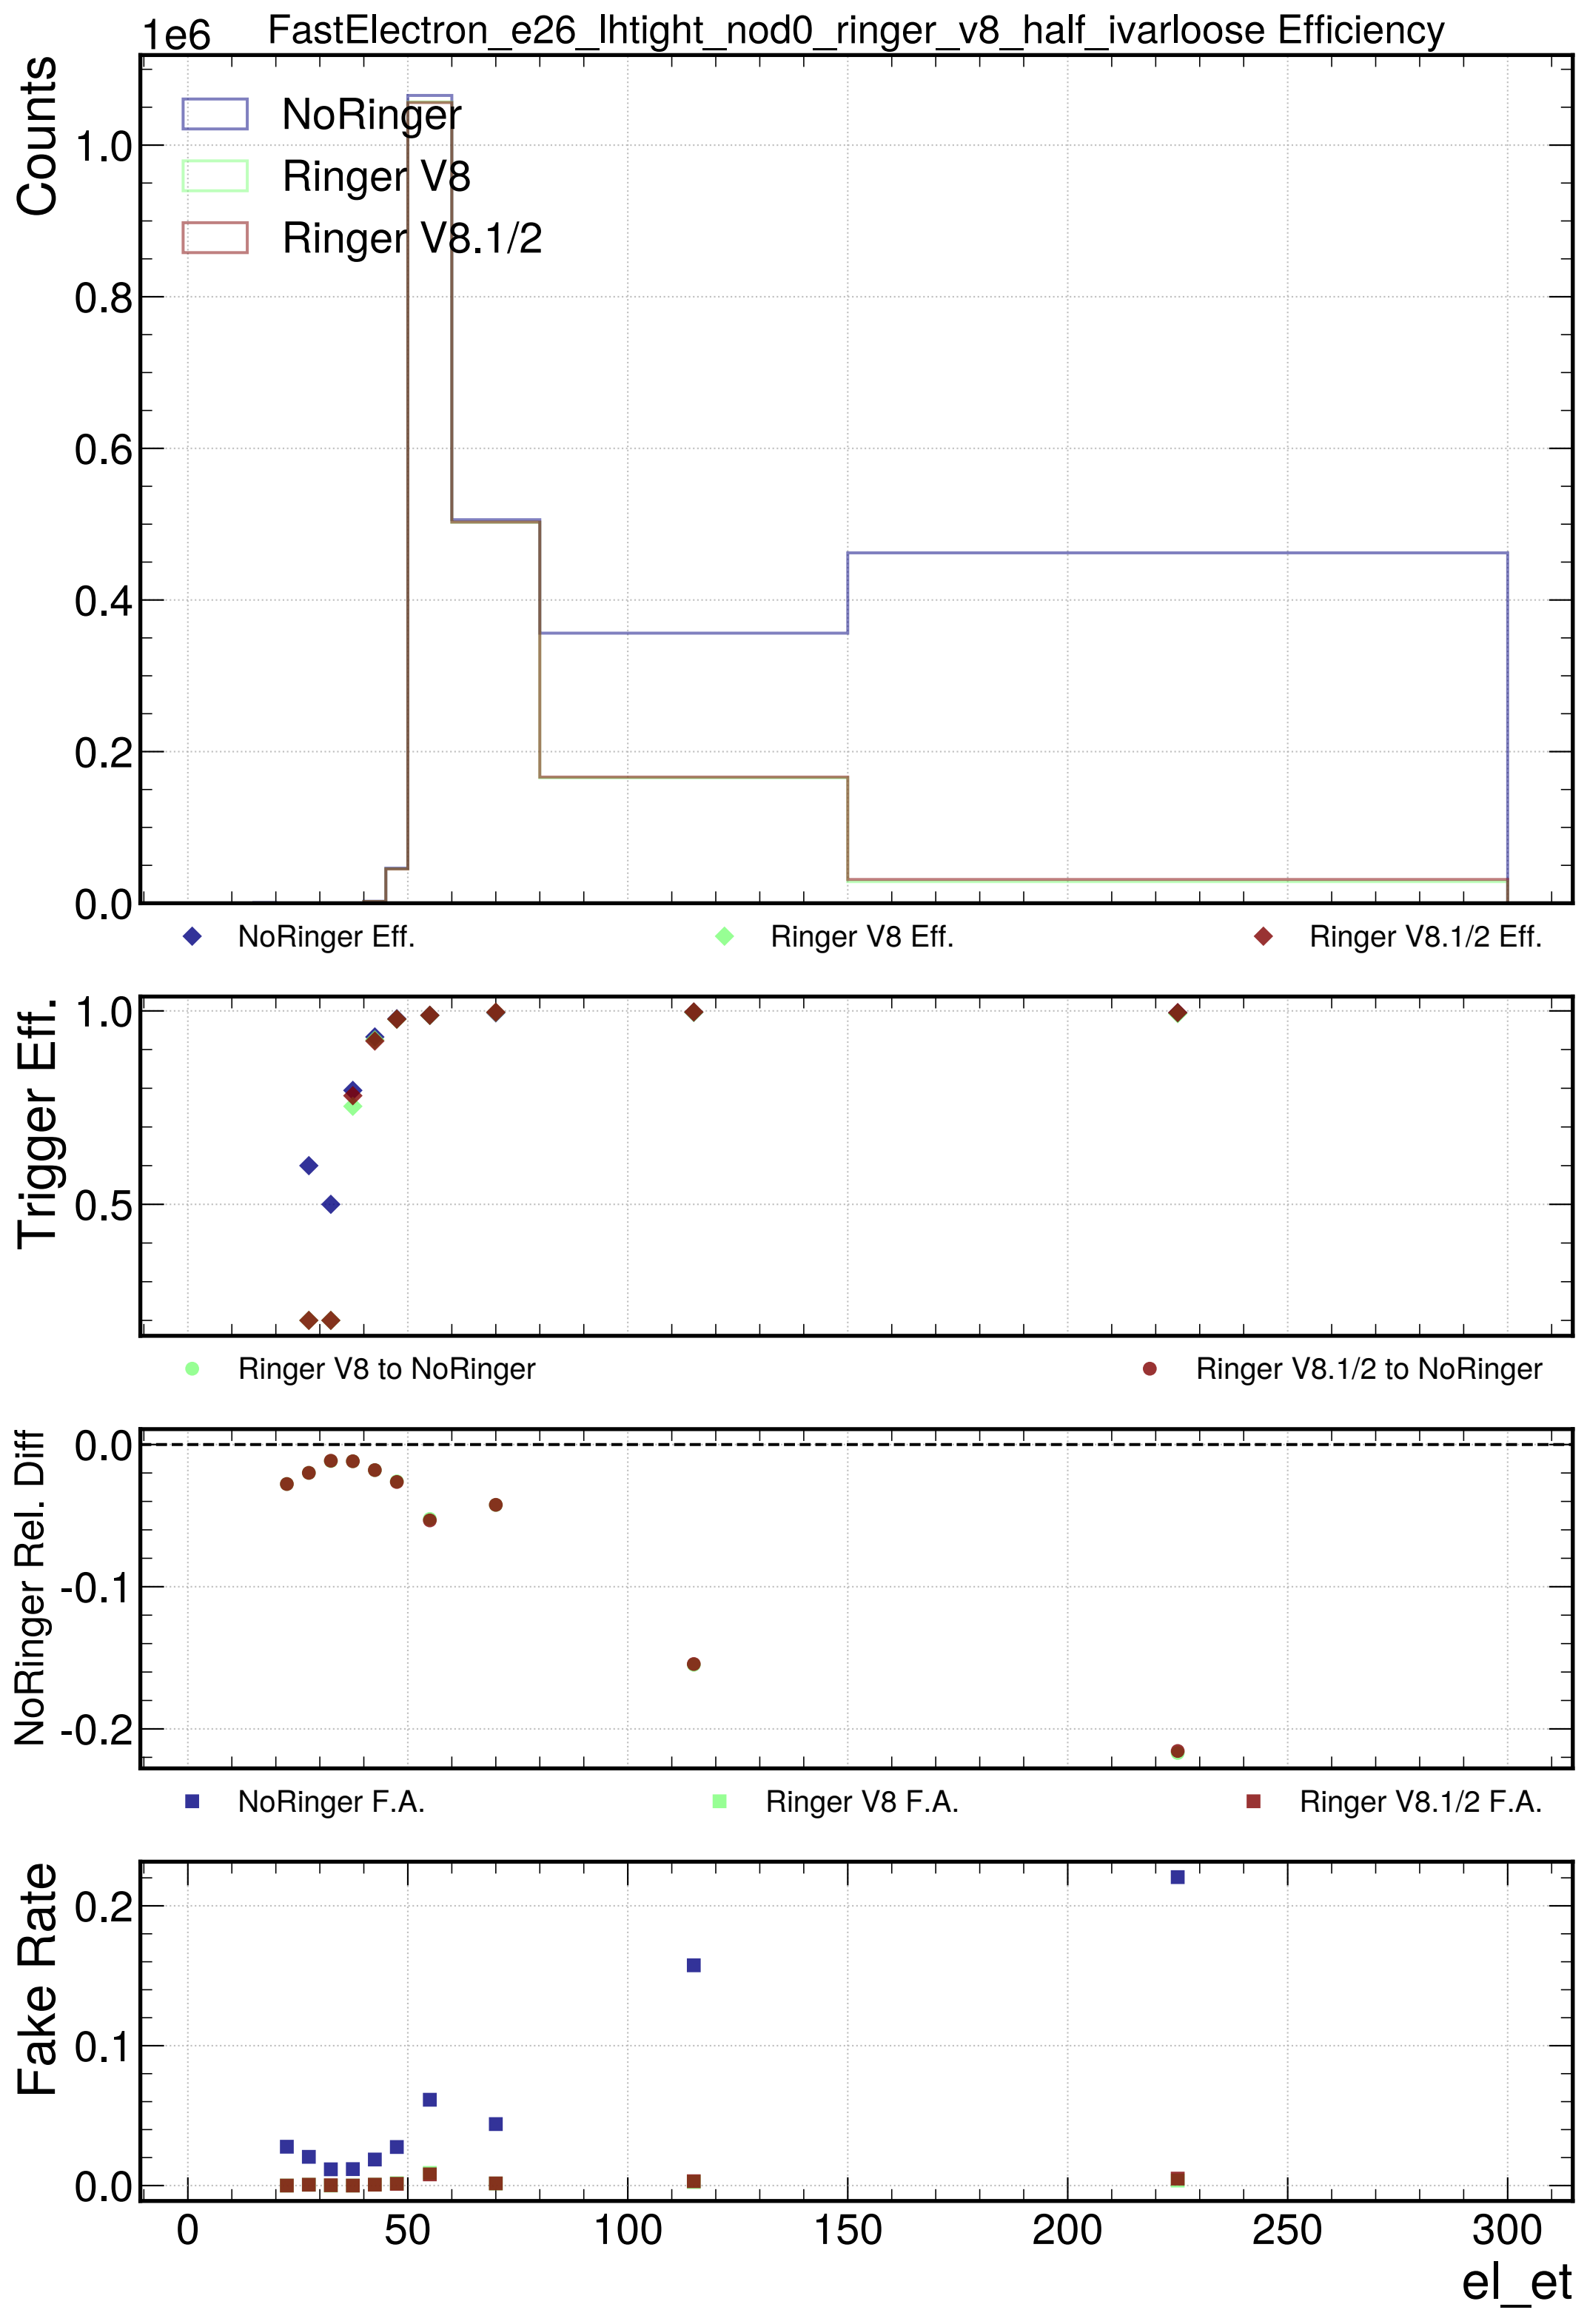 1e6 FastElectron_e26_lhtight_nod0_ringer_v8_half_ivarloose Efficiency
Counts
NoRinger
Ringer V8
Ringer V8.1/2
1.0
0.8
0.6
0.4
0.2
0.0
NoRinger Eff. Ringer V8 Eff. Ringer V8.1/2 Eff.
Trigger Eff.
1.0
0.5
Ringer V8 to NoRinger Ringer V8.1/2 to NoRinger
NoRinger Rel. Diff
0.0
-0.1
-0.2
NoRinger F.A. Ringer V8 F.A. Ringer V8.1/2 F.A.
Fake Rate
0.2
0.1
0.0
0 50 100 150 200 250 300
el_et